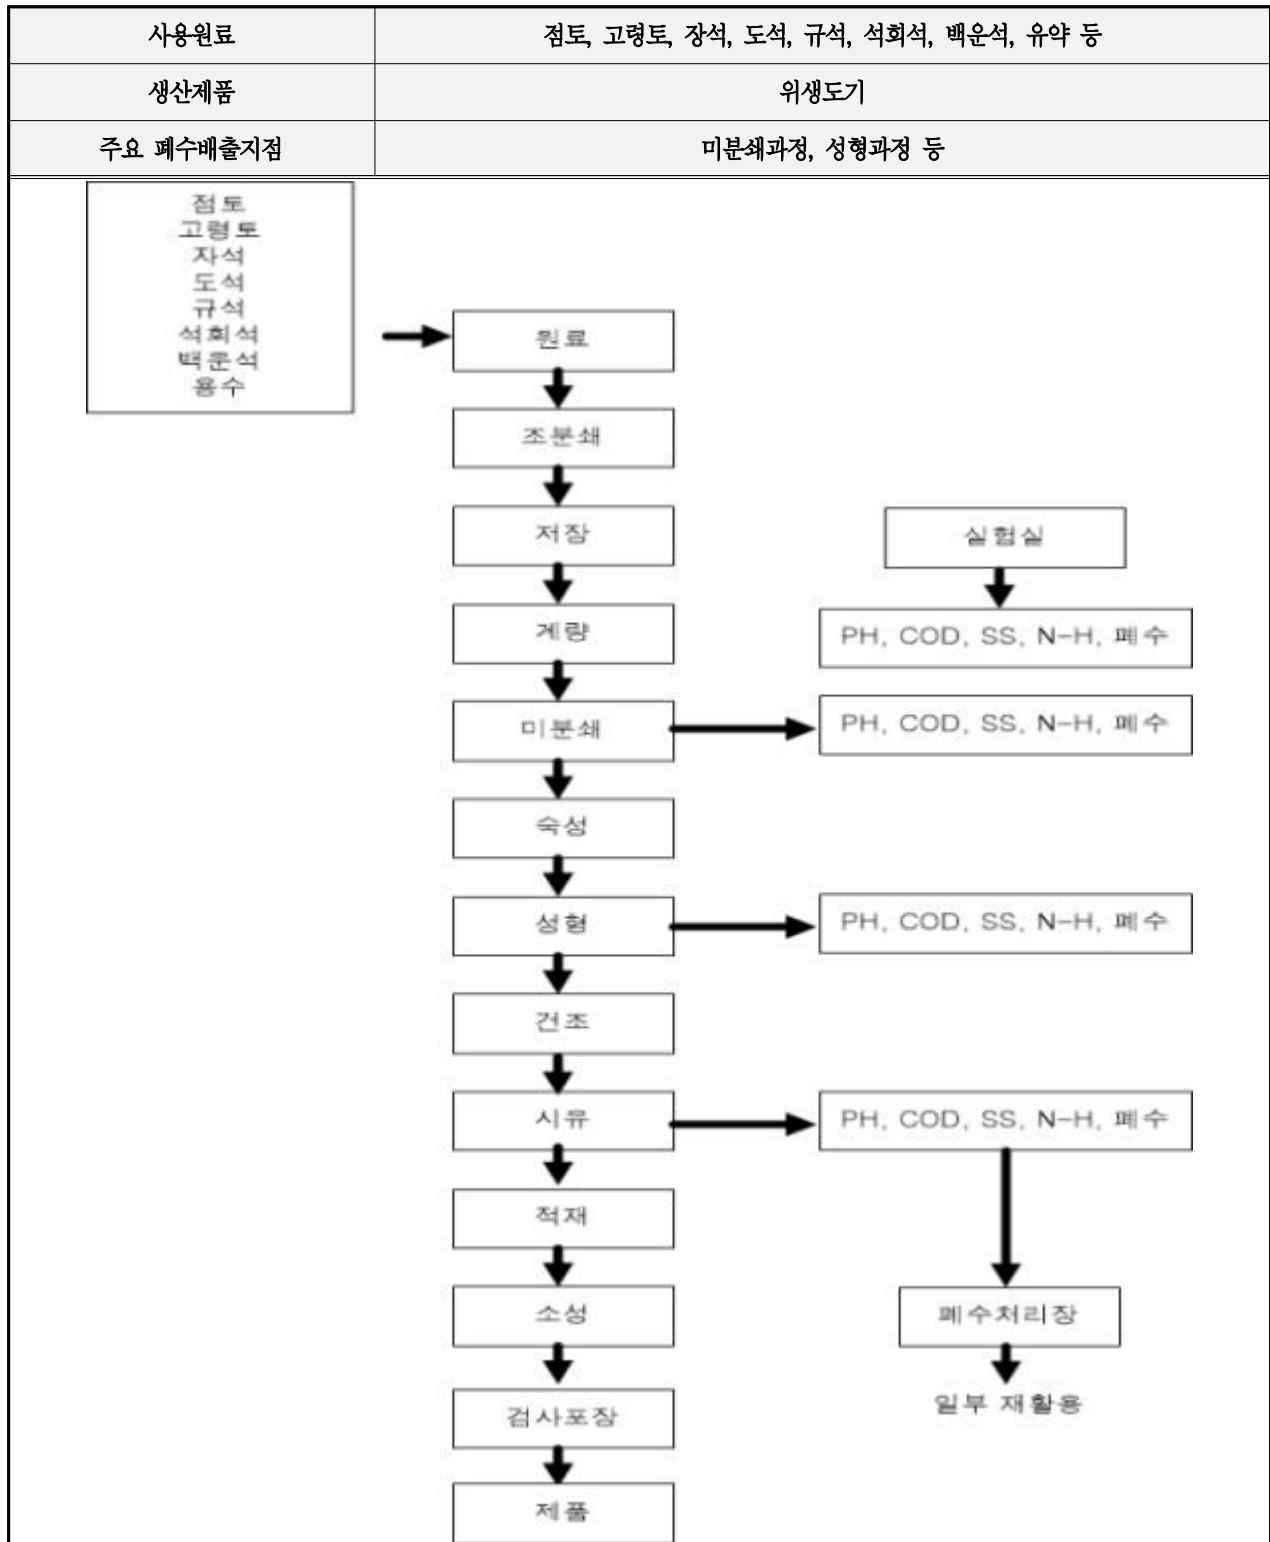 사용원료
점토, 고령토, 장석, 도석, 규석, 석회석, 백운석, 유약 등
생산제품
위생도기
주요 폐수배출지점
미분쇄과정, 성형과정 등
점토
고령토
자석
도석
규석
석회석
백운석
용수
원료
조분쇄
저장
실험실
계량
PH, COD, SS, N-H, 폐수
미분쇄
PH, COD, SS, N-H, 폐수
숙성
성형
PH, COD, SS, N-H, 폐수
건조
시유
PH, COD, SS, N-H, 폐수
적재
소성
폐수처리장
일부 재활용
검사포장
제품